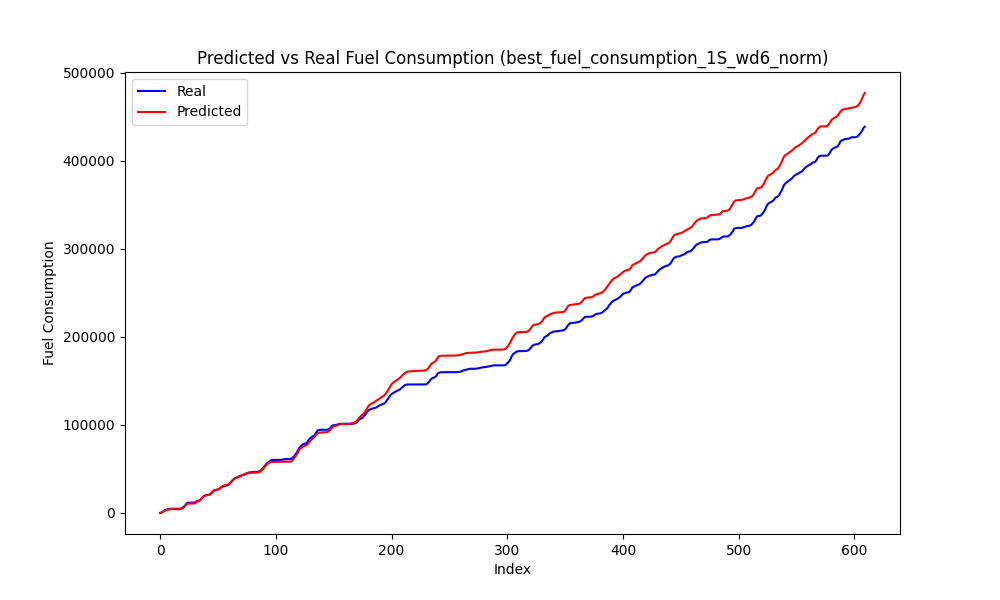 Predicted vs Real Fuel Consumption (best_fuel_consumption_1S_wd6_norm)
Real
Predicted
500000
400000
300000
200000
100000
0
Fuel Consumption
0 100 200 300 400 500 600
Index